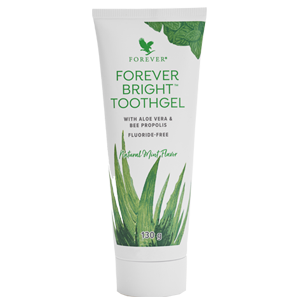 FOREVER®
FOREVER
BRIGHT™
TOOTHGEL
WITH ALOE VERA &
BEE PROPOLIS
FLUORIDE-FREE
Natural Mint Flavor
130 g